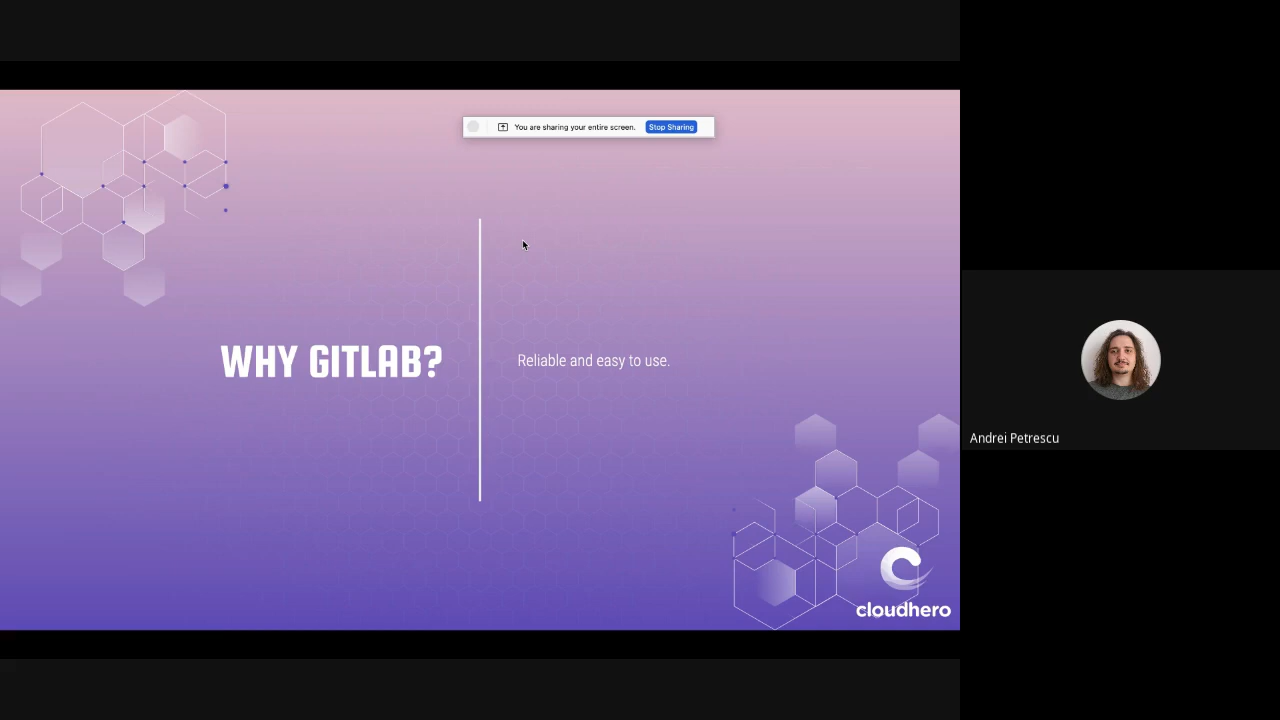 You are sharing your entire screen. Stop Sharing
WHY GITLAB?
Reliable and easy to use.
cloudhero
Andrei Petrescu